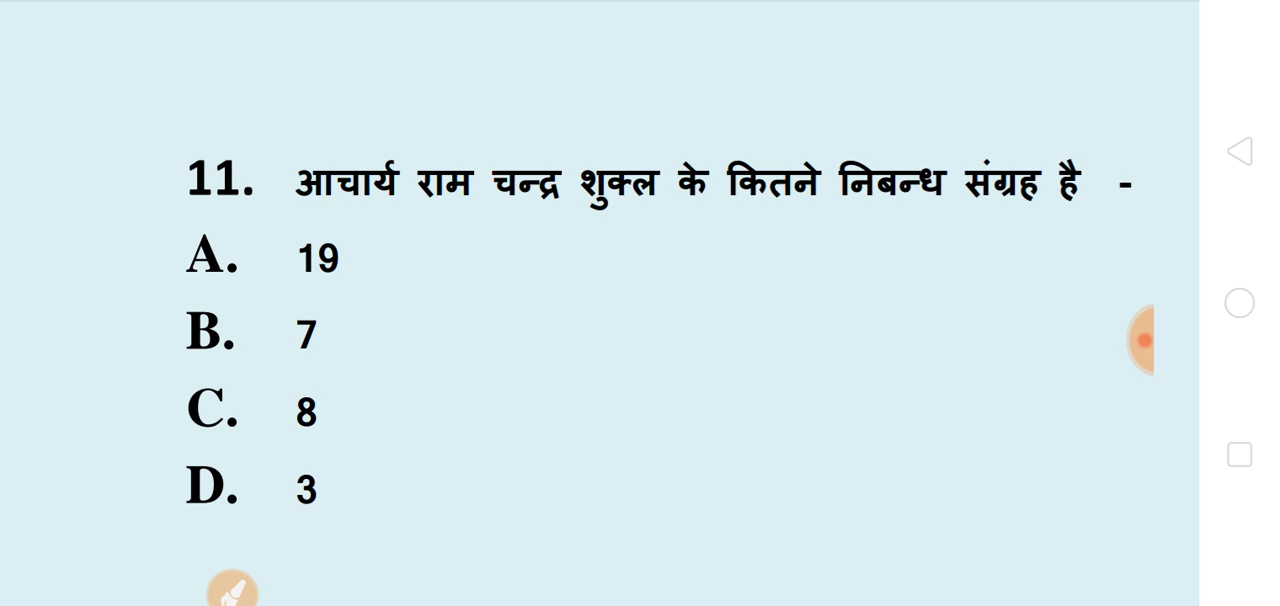 11. आचार्य राम चन्द्र शुक्ल के कितने निबन्ध संग्रह है -
A. 19
B. 7
C. 8
D. 3